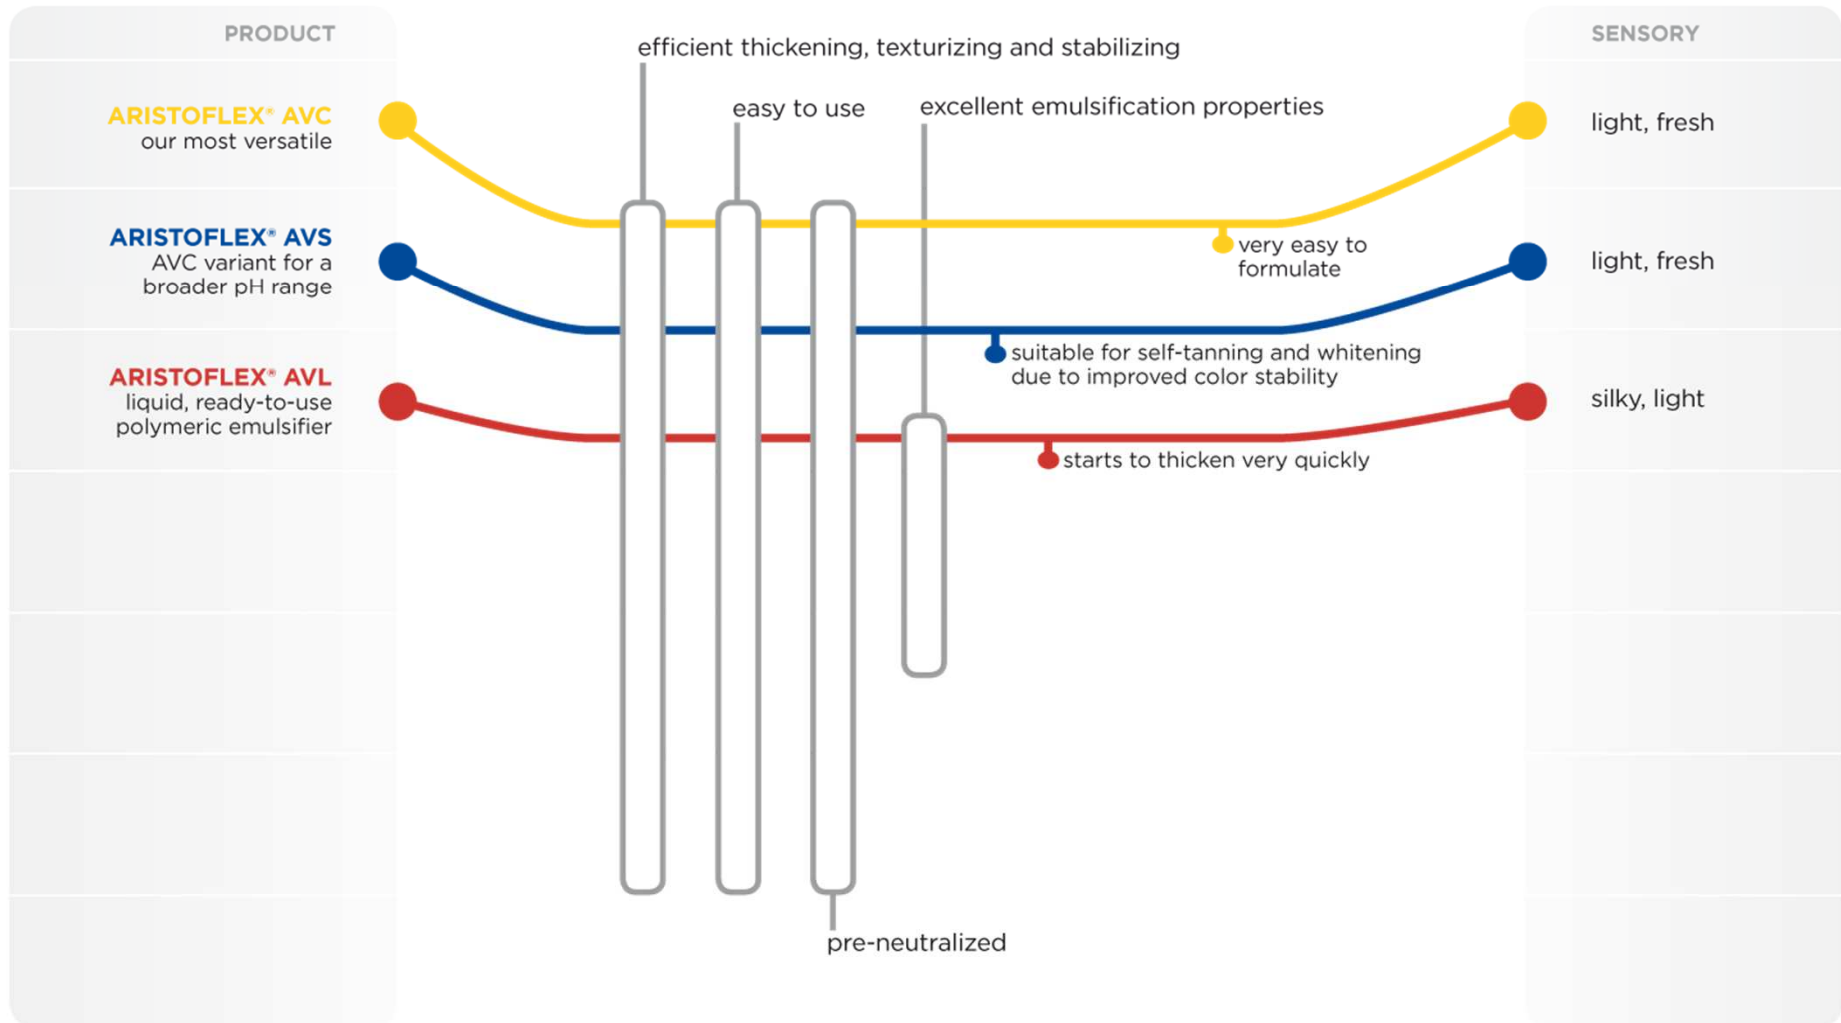 PRODUCT
SENSORY
efficient thickening, texturizing and stabilizing
easy to use
excellent emulsification properties
ARISTOFLEX® AVC
our most versatile
light, fresh
very easy to
formulate
ARISTOFLEX® AVS
AVC variant for a
broader pH range
light, fresh
suitable for self-tanning and whitening
due to improved color stability
ARISTOFLEX® AVL
liquid, ready-to-use
polymeric emulsifier
silky, light
starts to thicken very quickly
pre-neutralized